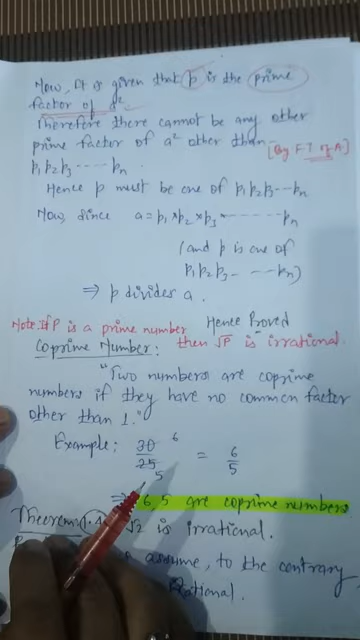 Now, It is given that p is the prime
factor of a².
Therefore there cannot be any other
prime factor of a² other than
p₁ p₂ p₃ ..... pₙ. [By F T of A]
Hence p must be one of p₁ p₂ p₃ ... pₙ
Now, since a = p₁ × p₂ × p₃ ........ pₙ
(and p is one of
p₁ p₂ p₃ .. ... pₙ)
⇒ p divides a.
Hence Proved
Note: If P is a prime number
then √P is irrational.
Coprime Number:
"Two numbers are coprime
numbers if they have no common factor
other than 1."
Example: 30/25 6 5 = 6/5
⇒ 6, 5 are coprime numbers
Theorem √2 is irrational.
assume, to the contrary